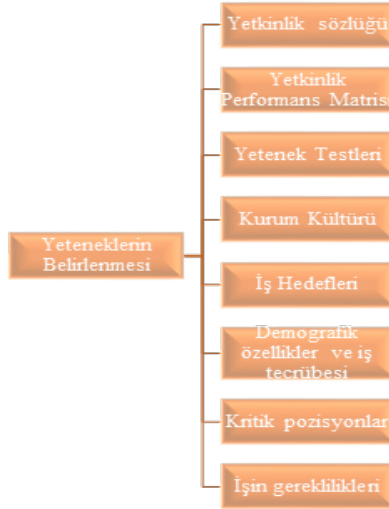 Yetkinlik sözlüğü
Yetkinlik
Performans Matrisi
Yetenek Testleri
Kurum Kültürü
Yeteneklerin
Belirlenmesi
İş Hedefleri
Demografik
özellikler ve iş
tecrübesi
Kritik pozisyonlar
İşin gereklilikleri